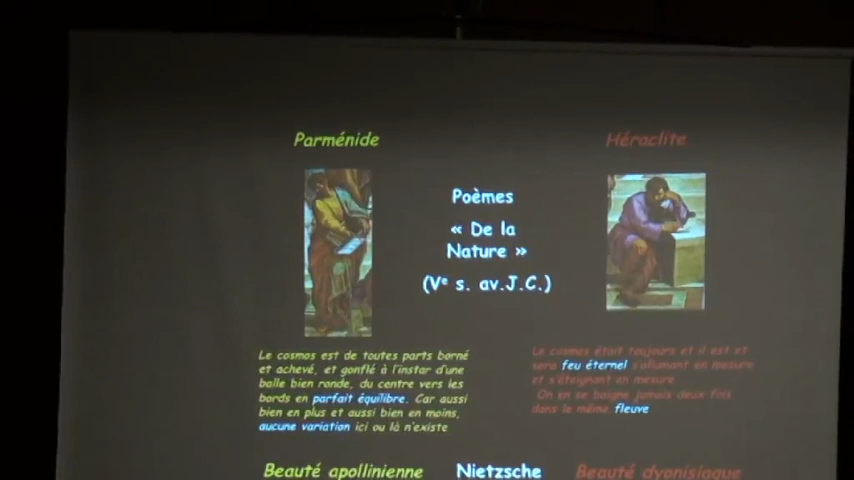 Parménide
Héraclite
Poèmes
« De la
Nature »
(Ve s. av.J.C.)
Le cosmos est de toutes parts borné
et achevé, et gonflé à l'instar d'une
balle bien ronde, du centre vers les
bords en parfait équilibre. Car aussi
bien en plus et aussi bien en moins,
aucune variation ici ou là n'existe
Le cosmos était toujours et il est et
sera feu éternel s'allumant en mesure
et s'éteignant en mesure
On en se baigne jamais deux fois
dans le même fleuve
Beauté apollinienne
Nietzsche
Beauté dyonisiaque